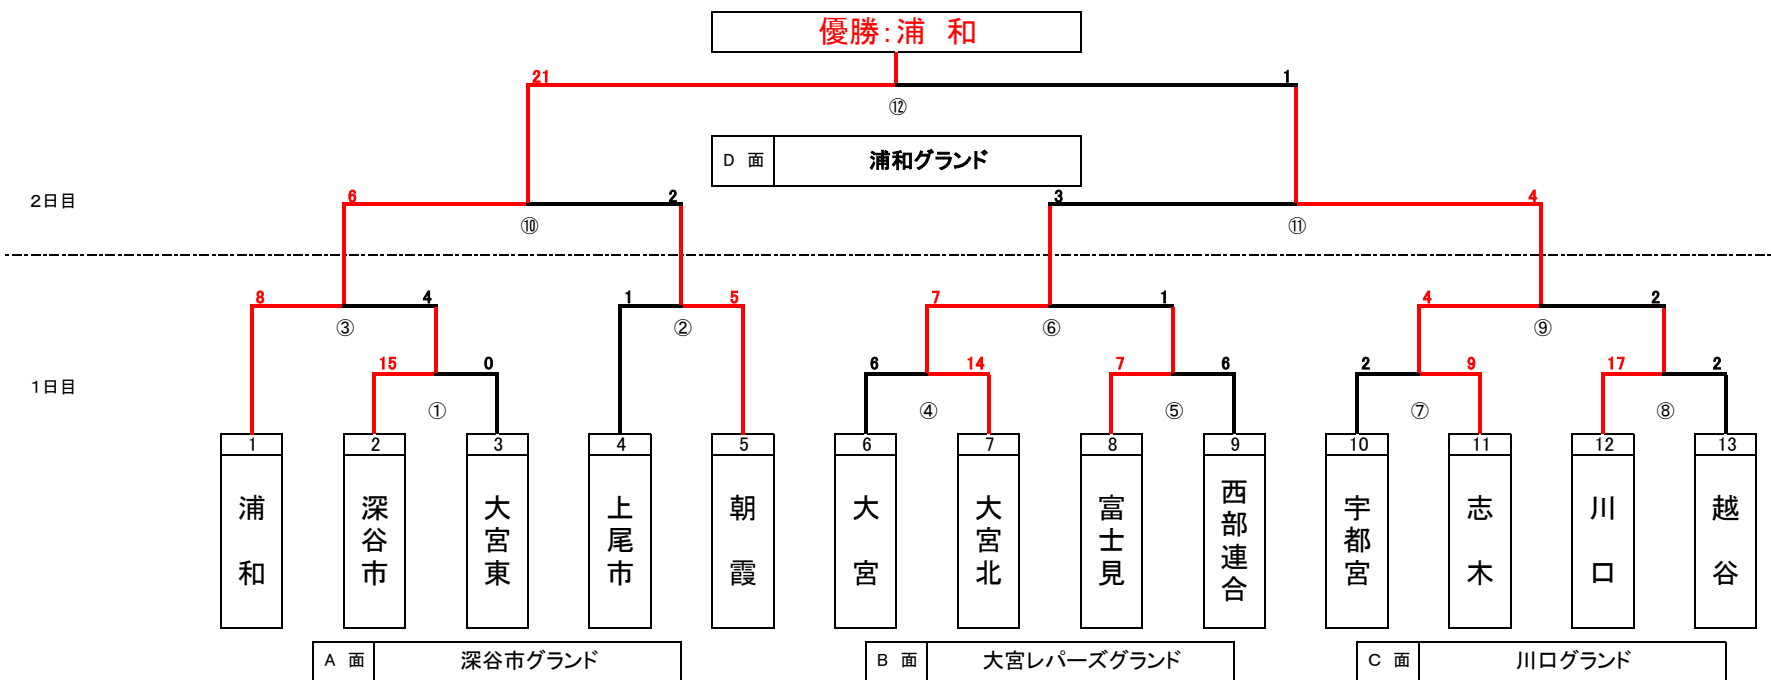 優勝:浦　和
21
1
⑫
D 面
浦和グランド
2日目
6
2
3
4
⑩
⑪
8
4
1
5
7
1
4
2
③
②
⑥
⑨
1日目
15
0
6
14
7
6
2
9
17
2
①
④
⑤
⑦
⑧
1
2
3
4
5
6
7
8
9
10
11
12
13
浦和
深谷市
大宮東
上尾市
朝霞
大宮
大宮北
富士見
西部連合
宇都宮
志木
川口
越谷
A 面
深谷市グランド
B 面
大宮レパーズグランド
C 面
川口グランド